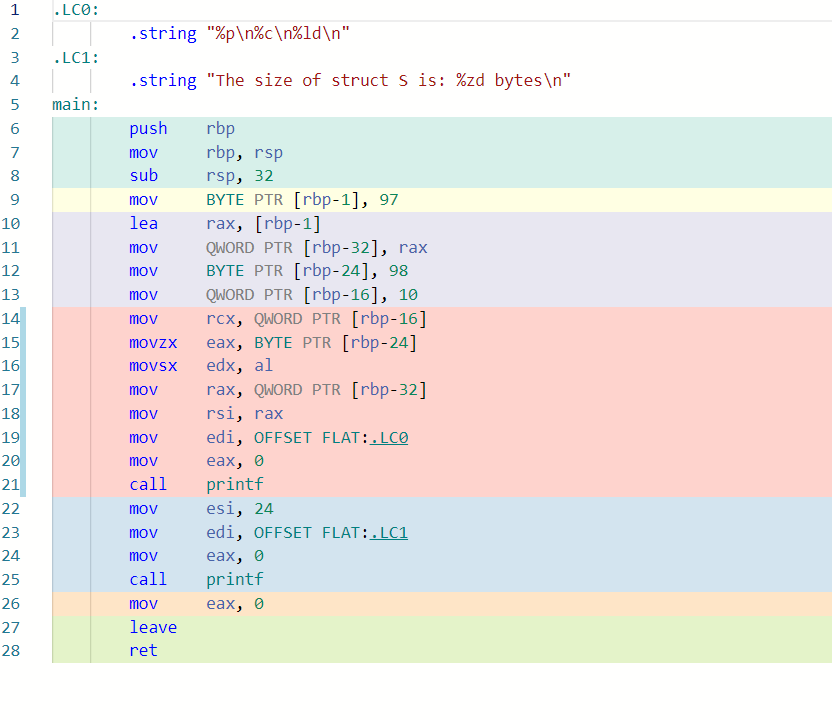 1 .LC0:
2 .string "%p\n%c\n%ld\n"
3 .LC1:
4 .string "The size of struct S is: %zd bytes\n"
5 main:
6 push rbp
7 mov rbp, rsp
8 sub rsp, 32
9 mov BYTE PTR [rbp-1], 97
10 lea rax, [rbp-1]
11 mov QWORD PTR [rbp-32], rax
12 mov BYTE PTR [rbp-24], 98
13 mov QWORD PTR [rbp-16], 10
14 mov rcx, QWORD PTR [rbp-16]
15 movzx eax, BYTE PTR [rbp-24]
16 movsx edx, al
17 mov rax, QWORD PTR [rbp-32]
18 mov rsi, rax
19 mov edi, OFFSET FLAT:.LC0
20 mov eax, 0
21 call printf
22 mov esi, 24
23 mov edi, OFFSET FLAT:.LC1
24 mov eax, 0
25 call printf
26 mov eax, 0
27 leave
28 ret